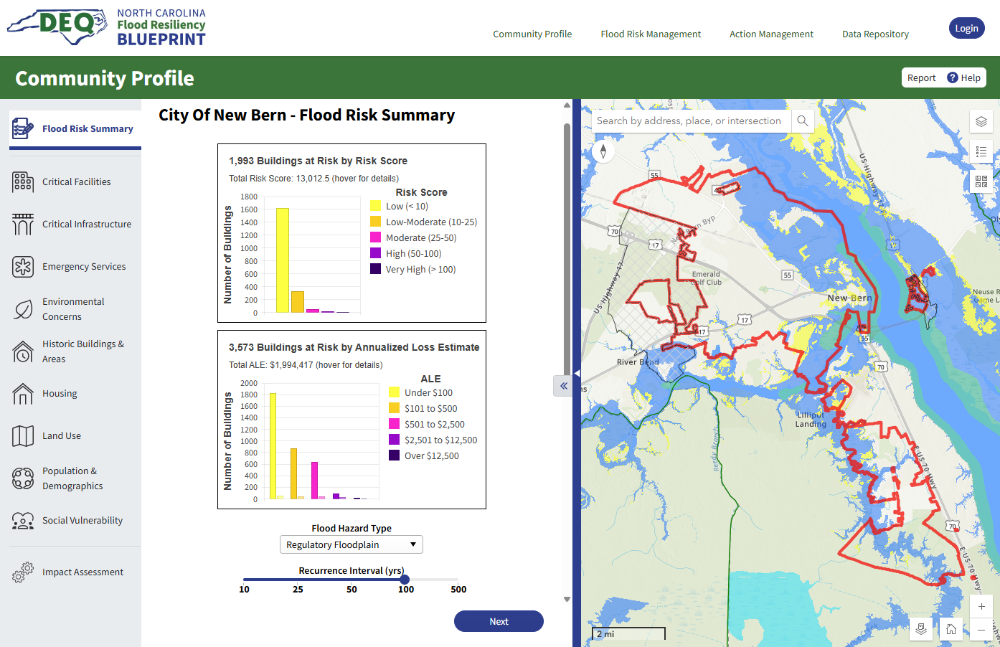 DEQ
NORTH CAROLINA
Flood Resiliency
BLUEPRINT
Community Profile
Flood Risk Management
Action Management
Data Repository
Login
Community Profile
Report
? Help
Flood Risk Summary
Critical Facilities
Critical Infrastructure
Emergency Services
Environmental
Concerns
Historic Buildings &
Areas
Housing
Land Use
Population &
Demographics
Social Vulnerability
Impact Assessment
City Of New Bern - Flood Risk Summary
1,993 Buildings at Risk by Risk Score
Total Risk Score: 13,012.5 (hover for details)
Number of Buildings
1800
1600
1400
1200
1000
800
600
400
200
0
Risk Score
Low (< 10)
Low-Moderate (10-25)
Moderate (25-50)
High (50-100)
Very High (> 100)
3,573 Buildings at Risk by Annualized Loss Estimate
Total ALE: $1,994,417 (hover for details)
Number of Buildings
2000
1800
1600
1400
1200
1000
800
600
400
200
0
ALE
Under $100
$101 to $500
$501 to $2,500
$2,501 to $12,500
Over $12,500
Flood Hazard Type
Regulatory Floodplain
Recurrence Interval (yrs)
10
25
50
100
500
Next
«
Search by address, place, or intersection
US Highway 17
55
55
70
17
New Bern Byp
US Highway 17
Emerald
Golf Club
55
New Bern
Neuse R
Game L
17
17
55
River Bend
70
Lilliput
Landing
Reedy Branch
E US 70 Hwy
70
E US 70 Hwy
2 mi
+
−